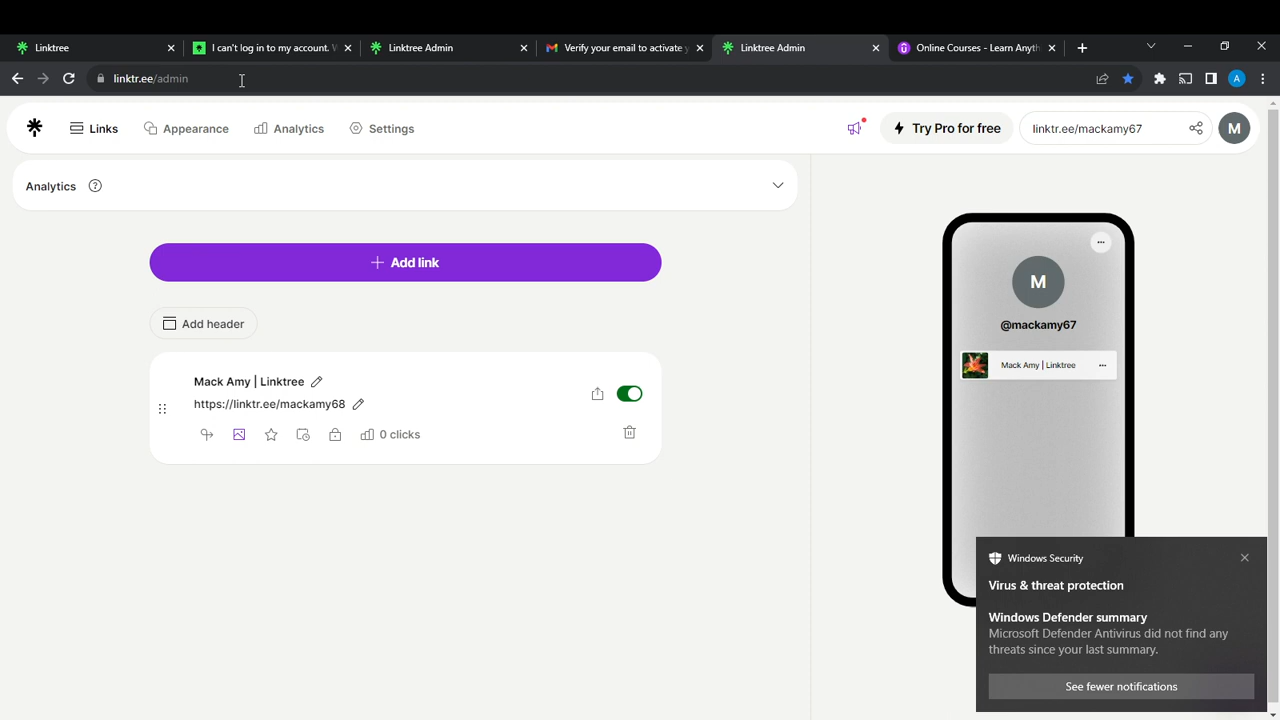 Linktree
I can't log in to my account. W
Linktree Admin
Verify your email to activate y
Linktree Admin
Online Courses - Learn Anyth
linktr.ee/admin
A
Links
Appearance
Analytics
Settings
Try Pro for free
linktr.ee/mackamy67
M
Analytics
?
Add link
Add header
Mack Amy | Linktree
https://linktr.ee/mackamy68
0 clicks
M
@mackamy67
Mack Amy | Linktree
Windows Security
Virus & threat protection
Windows Defender summary
Microsoft Defender Antivirus did not find any
threats since your last summary.
See fewer notifications